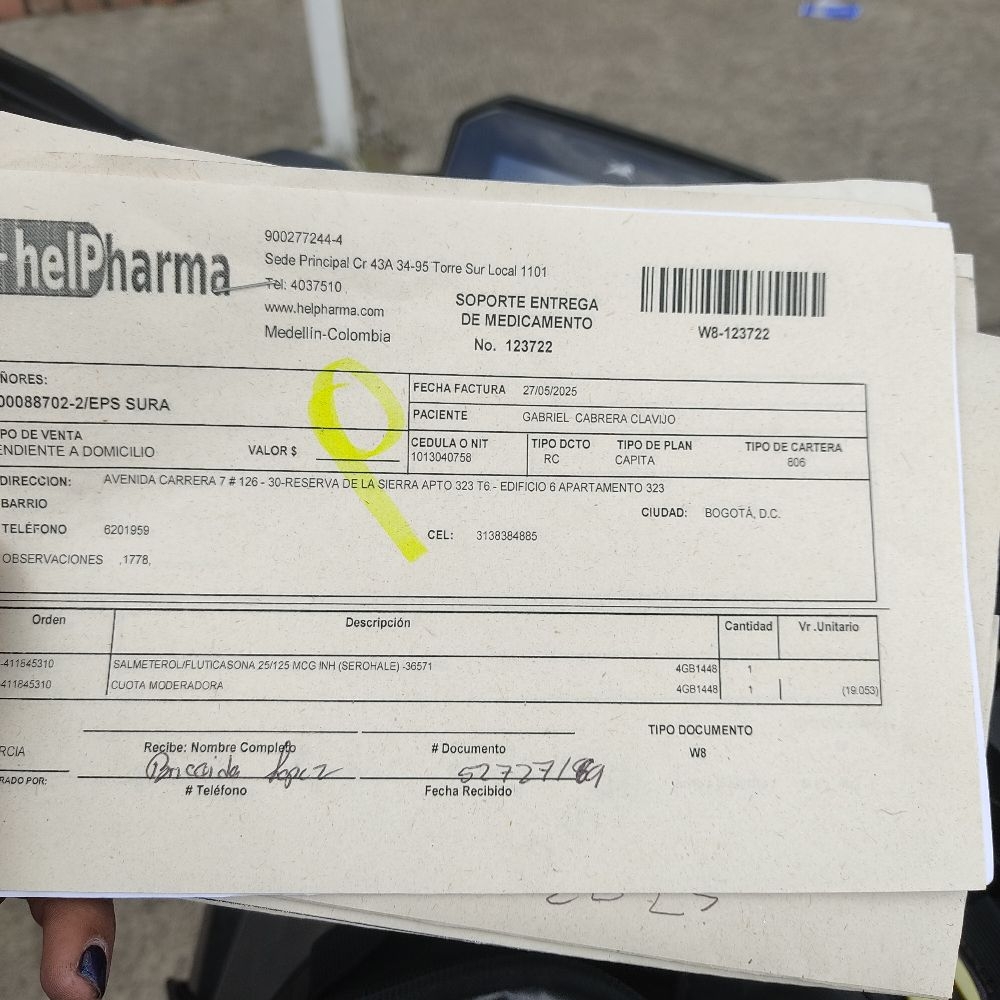 helPharma
900277244-4
Sede Principal Cr 43A 34-95 Torre Sur Local 1101
Tel: 4037510
www.helpharma.com
Medellín-Colombia
SOPORTE ENTREGA
DE MEDICAMENTO
No. 123722
W8-123722
ÑORES:
00088702-2/EPS SURA
FECHA FACTURA 27/05/2025
PACIENTE GABRIEL CABRERA CLAVIJO
PO DE VENTA
ENDIENTE A DOMICILIO VALOR $
CEDULA O NIT
1013040758
TIPO DCTO
RC
TIPO DE PLAN
CAPITA
TIPO DE CARTERA
806
DIRECCION: AVENIDA CARRERA 7 # 126 - 30-RESERVA DE LA SIERRA APTO 323 T6.- EDIFICIO 6 APARTAMENTO 323
BARRIO
CIUDAD: BOGOTÁ, D.C.
TELÉFONO 6201959
CEL: 3138384885
OBSERVACIONES ,1778,
Orden Descripción Cantidad Vr .Unitario
-411845310 SALMETEROL/FLUTICASONA 25/125 MCG INH (SEROHALE) -36571 4GB1448 1
411845310 CUOTA MODERADORA 4GB1448 1 (19.053)
TIPO DOCUMENTO
W8
RCIA
Recibe: Nombre Completo
# Documento
Lopez
RADO POR:
# Teléfono
Fecha Recibido